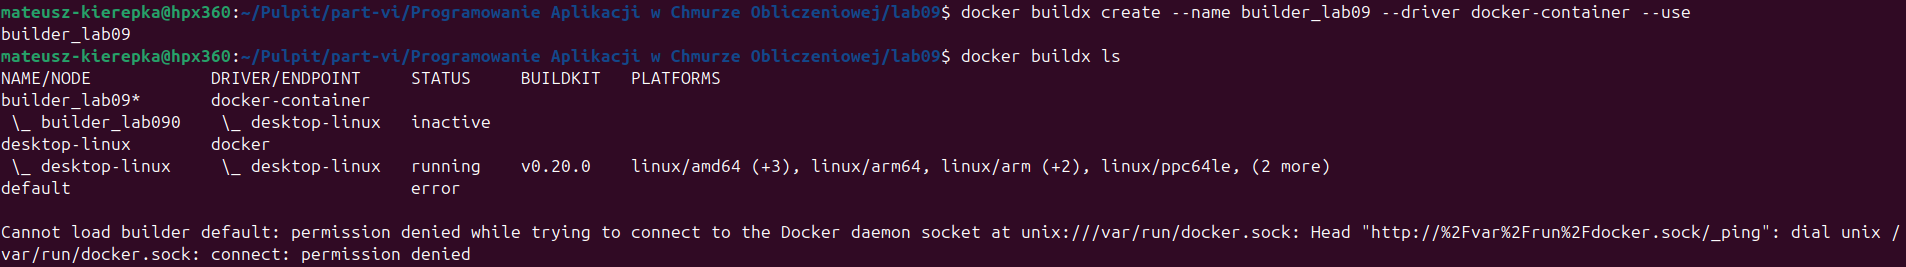 mateusz-kierepka@hpx360:~/Pulpit/part-vi/Programowanie Aplikacji w Chmurze Obliczeniowej/lab09$ docker buildx create --name builder_lab09 --driver docker-container --use
builder_lab09
mateusz-kierepka@hpx360:~/Pulpit/part-vi/Programowanie Aplikacji w Chmurze Obliczeniowej/lab09$ docker buildx ls
NAME/NODE            DRIVER/ENDPOINT     STATUS     BUILDKIT   PLATFORMS
builder_lab09*       docker-container
 \_ builder_lab090    \_ desktop-linux   inactive
desktop-linux        docker
 \_ desktop-linux     \_ desktop-linux   running    v0.20.0    linux/amd64 (+3), linux/arm64, linux/arm (+2), linux/ppc64le, (2 more)
default                                  error
Cannot load builder default: permission denied while trying to connect to the Docker daemon socket at unix:///var/run/docker.sock: Head "http://%2Fvar%2Frun%2Fdocker.sock/_ping": dial unix /
var/run/docker.sock: connect: permission denied